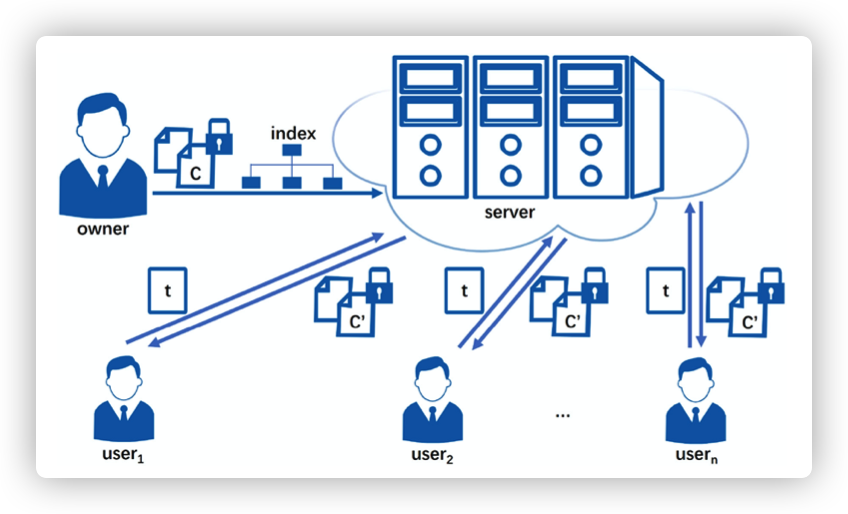 index
C
owner
server
t
C'
t
C'
t
C'
user₁
user₂
...
userₙ